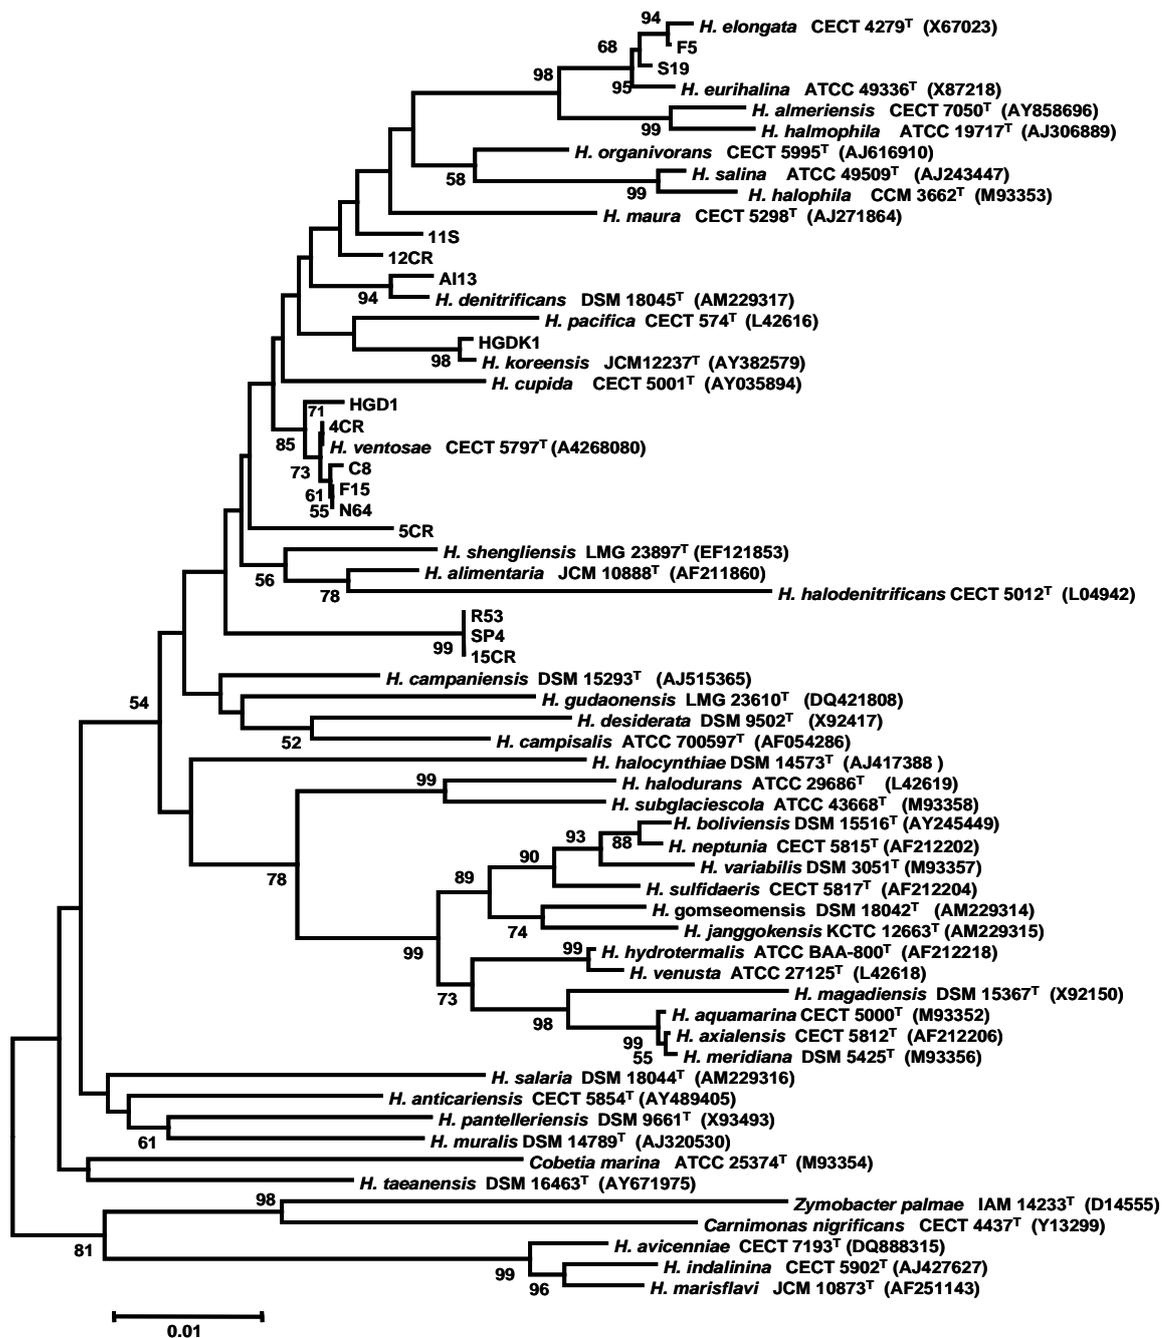 94
H. elongata CECT 4279T (X67023)
68
F5
S19
98
95
H. eurihalina ATCC 49336T (X87218)
H. almeriensis CECT 7050T (AY858696)
99
H. halmophila ATCC 19717T (AJ306889)
H. organivorans CECT 5995T (AJ616910)
58
H. salina ATCC 49509T (AJ243447)
99
H. halophila CCM 3662T (M93353)
H. maura CECT 5298T (AJ271864)
11S
12CR
AI13
94
H. denitrificans DSM 18045T (AM229317)
H. pacifica CECT 574T (L42616)
HGDK1
98
H. koreensis JCM12237T (AY382579)
H. cupida CECT 5001T (AY035894)
HGD1
71
4CR
85
H. ventosae CECT 5797T (A4268080)
73
C8
61
F15
55
N64
5CR
H. shengliensis LMG 23897T (EF121853)
56
H. alimentaria JCM 10888T (AF211860)
78
H. halodenitrificans CECT 5012T (L04942)
R53
SP4
99
15CR
H. campaniensis DSM 15293T (AJ515365)
54
H. gudaonensis LMG 23610T (DQ421808)
H. desiderata DSM 9502T (X92417)
52
H. campisalis ATCC 700597T (AF054286)
H. halocynthiae DSM 14573T (AJ417388 )
99
H. halodurans ATCC 29686T (L42619)
H. subglaciescola ATCC 43668T (M93358)
H. boliviensis DSM 15516T (AY245449)
93
88
H. neptunia CECT 5815T (AF212202)
90
H. variabilis DSM 3051T (M93357)
78
89
H. sulfidaeris CECT 5817T (AF212204)
H. gomseomensis DSM 18042T (AM229314)
74
H. janggokensis KCTC 12663T (AM229315)
99
99
H. hydrotermalis ATCC BAA-800T (AF212218)
H. venusta ATCC 27125T (L42618)
73
H. magadiensis DSM 15367T (X92150)
98
H. aquamarina CECT 5000T (M93352)
99
H. axialensis CECT 5812T (AF212206)
55
H. meridiana DSM 5425T (M93356)
H. salaria DSM 18044T (AM229316)
H. anticariensis CECT 5854T (AY489405)
H. pantelleriensis DSM 9661T (X93493)
61
H. muralis DSM 14789T (AJ320530)
Cobetia marina ATCC 25374T (M93354)
H. taeanensis DSM 16463T (AY671975)
98
Zymobacter palmae IAM 14233T (D14555)
Carnimonas nigrificans CECT 4437T (Y13299)
81
H. avicenniae CECT 7193T (DQ888315)
99
H. indalinina CECT 5902T (AJ427627)
96
H. marisflavi JCM 10873T (AF251143)
0.01